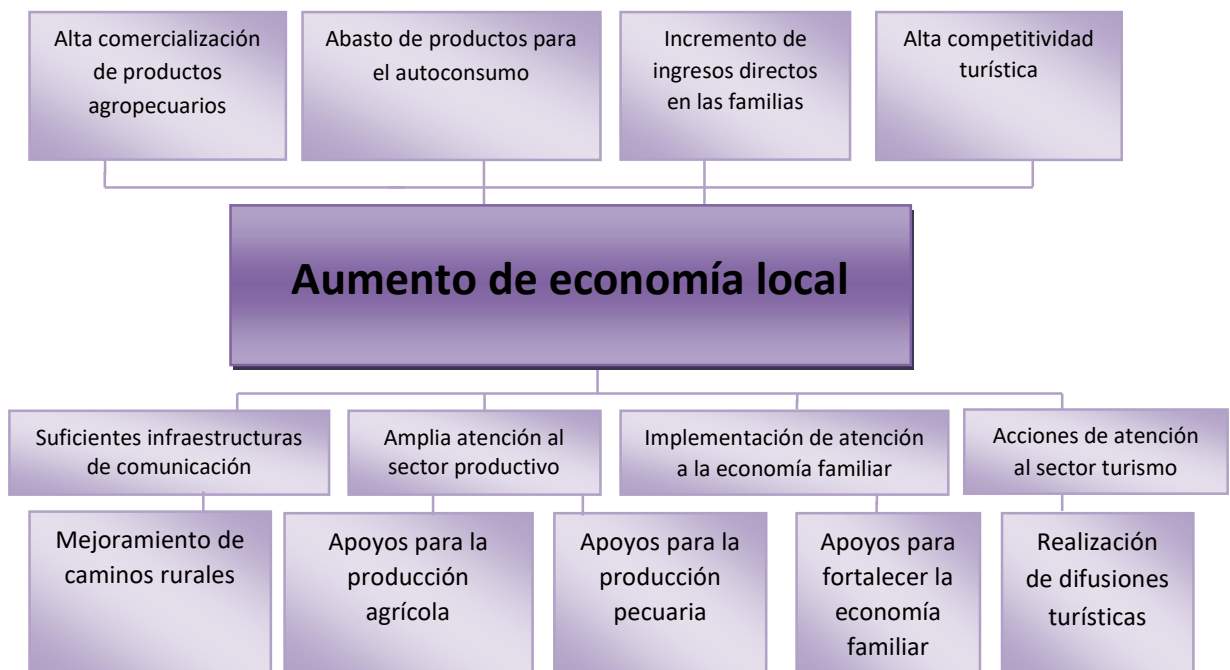 Alta comercialización
de productos
agropecuarios
Abasto de productos para
el autoconsumo
Incremento de
ingresos directos
en las familias
Alta competitividad
turística
Aumento de economía local
Suficientes infraestructuras
de comunicación
Amplia atención al
sector productivo
Implementación de atención
a la economía familiar
Acciones de atención
al sector turismo
Mejoramiento de
caminos rurales
Apoyos para la
producción
agrícola
Apoyos para la
producción
pecuaria
Apoyos para
fortalecer la
economía
familiar
Realización
de difusiones
turísticas